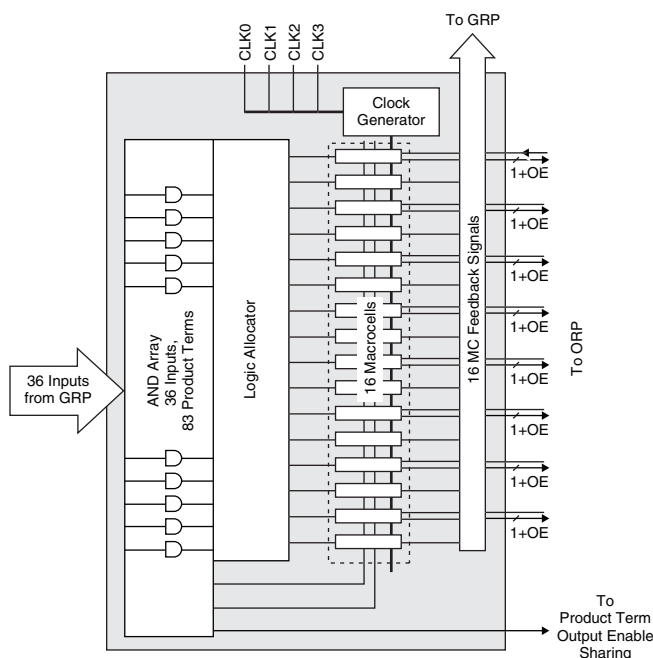 To GRP
CLK0
CLK1
CLK2
CLK3
Clock
Generator
1+OE
1+OE
1+OE
1+OE
1+OE
1+OE
1+OE
1+OE
36 Inputs
from GRP
AND Array
36 Inputs,
83 Product Terms
Logic Allocator
16 Macrocells
16 MC Feedback Signals
To ORP
To
Product Term
Output Enable
Sharing